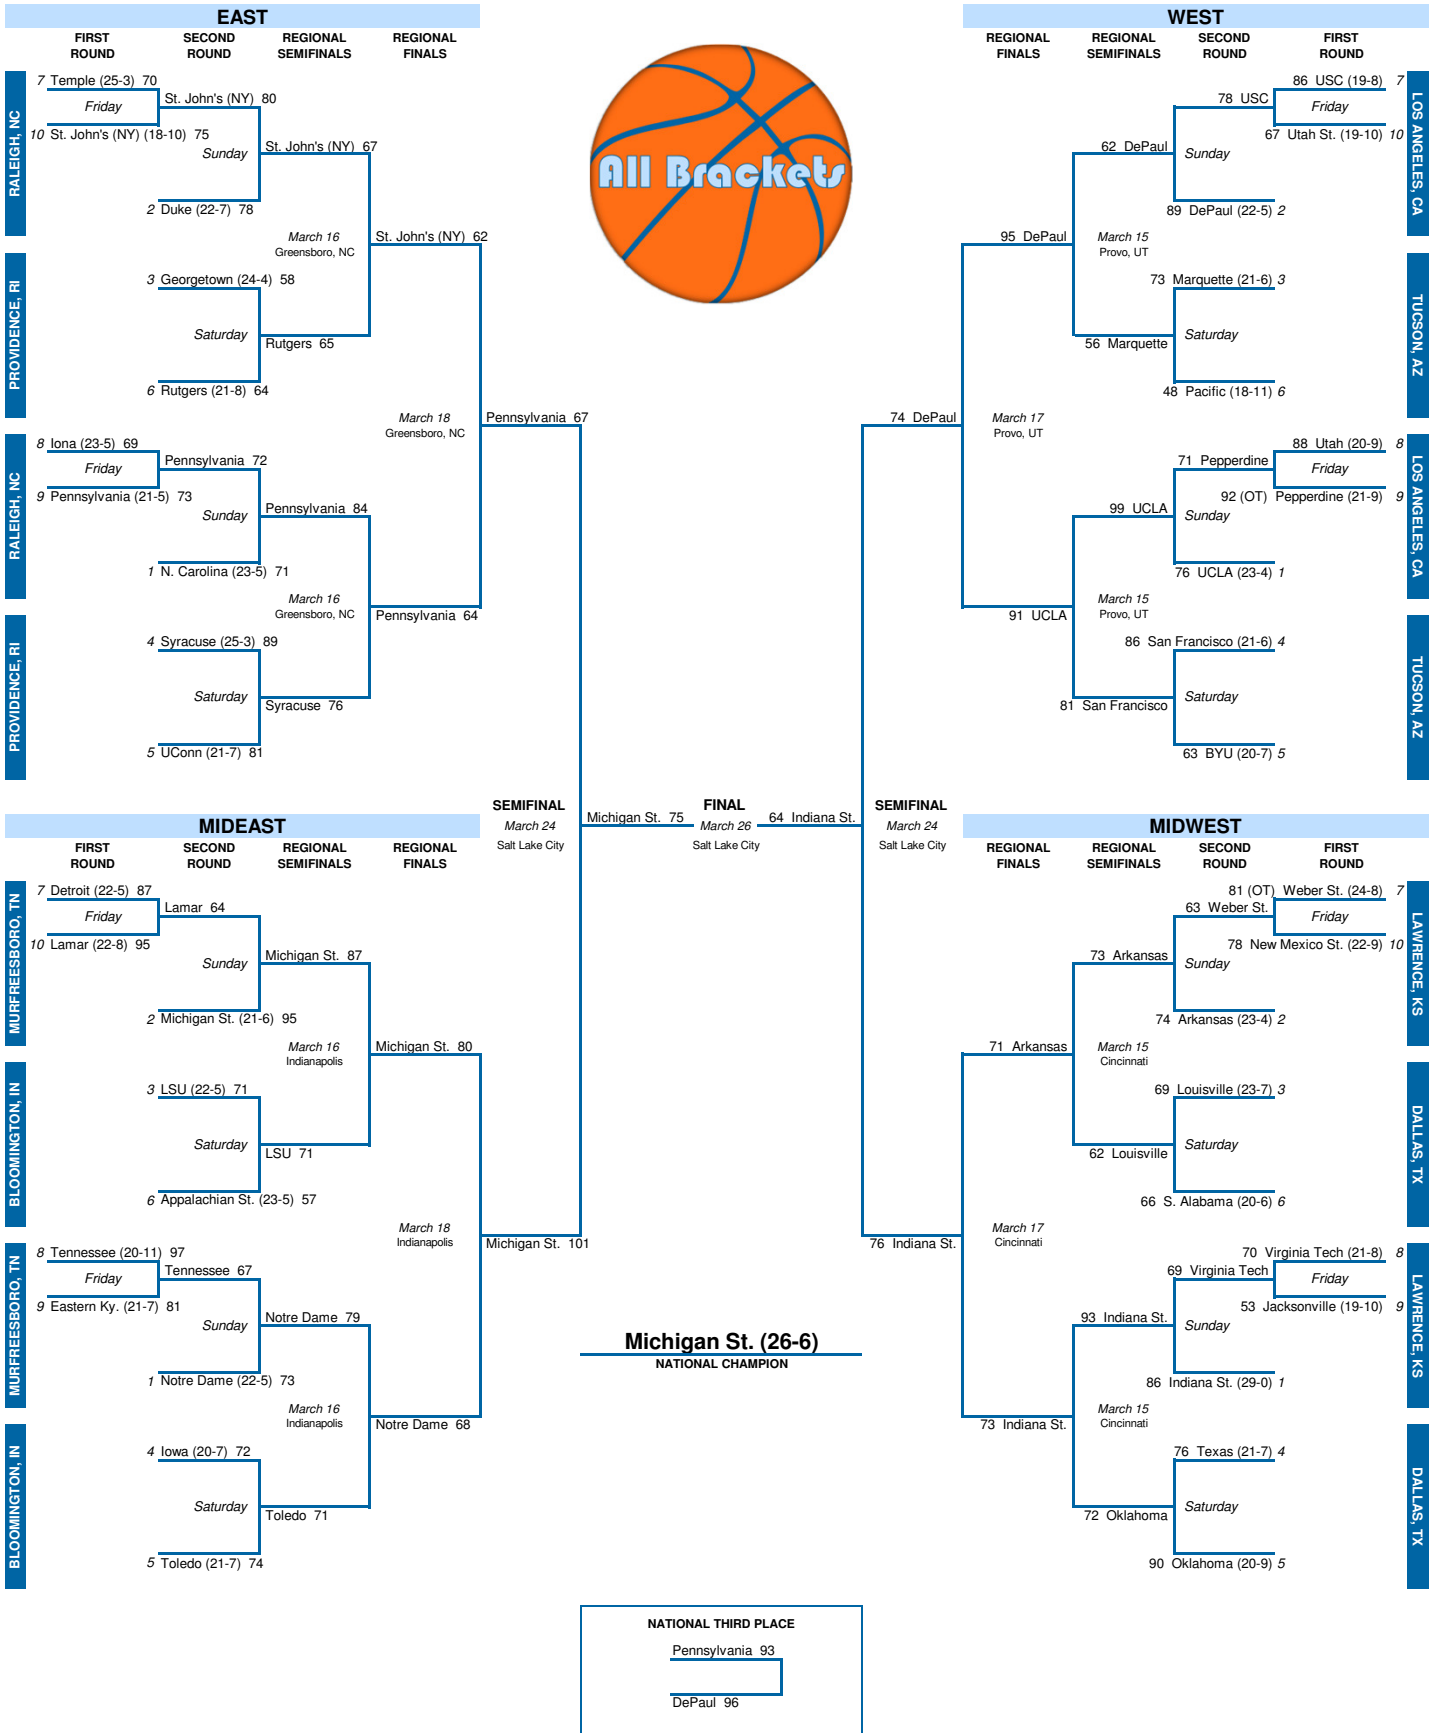 EAST
FIRST ROUND
SECOND ROUND
REGIONAL SEMIFINALS
REGIONAL FINALS
RALEIGH, NC
7 Temple (25-3) 70
Friday
10 St. John's (NY) (18-10) 75
St. John's (NY) 80
Sunday
2 Duke (22-7) 78
St. John's (NY) 67
March 16
Greensboro, NC
St. John's (NY) 62
PROVIDENCE, RI
3 Georgetown (24-4) 58
Saturday
6 Rutgers (21-8) 64
Rutgers 65
March 18
Greensboro, NC
Pennsylvania 67
RALEIGH, NC
8 Iona (23-5) 69
Friday
9 Pennsylvania (21-5) 73
Pennsylvania 72
Sunday
1 N. Carolina (23-5) 71
Pennsylvania 84
March 16
Greensboro, NC
Pennsylvania 64
PROVIDENCE, RI
4 Syracuse (25-3) 89
Saturday
5 UConn (21-7) 81
Syracuse 76
All Brackets
WEST
REGIONAL FINALS
REGIONAL SEMIFINALS
SECOND ROUND
FIRST ROUND
LOS ANGELES, CA
86 USC (19-8) 7
Friday
67 Utah St. (19-10) 10
78 USC
Sunday
89 DePaul (22-5) 2
62 DePaul
March 15
Provo, UT
95 DePaul
TUCSON, AZ
73 Marquette (21-6) 3
Saturday
48 Pacific (18-11) 6
56 Marquette
March 17
Provo, UT
74 DePaul
LOS ANGELES, CA
88 Utah (20-9) 8
Friday
92 (OT) Pepperdine (21-9) 9
71 Pepperdine
Sunday
76 UCLA (23-4) 1
99 UCLA
March 15
Provo, UT
91 UCLA
TUCSON, AZ
86 San Francisco (21-6) 4
Saturday
63 BYU (20-7) 5
81 San Francisco
SEMIFINAL
March 24
Salt Lake City
Michigan St. 75
FINAL
March 26
Salt Lake City
64 Indiana St.
SEMIFINAL
March 24
Salt Lake City
MIDEAST
FIRST ROUND
SECOND ROUND
REGIONAL SEMIFINALS
REGIONAL FINALS
MURFREESBORO, TN
7 Detroit (22-5) 87
Friday
10 Lamar (22-8) 95
Lamar 64
Sunday
2 Michigan St. (21-6) 95
Michigan St. 87
March 16
Indianapolis
Michigan St. 80
BLOOMINGTON, IN
3 LSU (22-5) 71
Saturday
6 Appalachian St. (23-5) 57
LSU 71
March 18
Indianapolis
Michigan St. 101
MURFREESBORO, TN
8 Tennessee (20-11) 97
Friday
9 Eastern Ky. (21-7) 81
Tennessee 67
Sunday
1 Notre Dame (22-5) 73
Notre Dame 79
March 16
Indianapolis
Notre Dame 68
BLOOMINGTON, IN
4 Iowa (20-7) 72
Saturday
5 Toledo (21-7) 74
Toledo 71
MIDWEST
REGIONAL FINALS
REGIONAL SEMIFINALS
SECOND ROUND
FIRST ROUND
LAWRENCE, KS
81 (OT) Weber St. (24-8) 7
Friday
78 New Mexico St. (22-9) 10
63 Weber St.
Sunday
74 Arkansas (23-4) 2
73 Arkansas
March 15
Cincinnati
71 Arkansas
DALLAS, TX
69 Louisville (23-7) 3
Saturday
66 S. Alabama (20-6) 6
62 Louisville
March 17
Cincinnati
76 Indiana St.
LAWRENCE, KS
70 Virginia Tech (21-8) 8
Friday
53 Jacksonville (19-10) 9
69 Virginia Tech
Sunday
86 Indiana St. (29-0) 1
93 Indiana St.
March 15
Cincinnati
73 Indiana St.
DALLAS, TX
76 Texas (21-7) 4
Saturday
90 Oklahoma (20-9) 5
72 Oklahoma
Michigan St. (26-6)
NATIONAL CHAMPION
NATIONAL THIRD PLACE
Pennsylvania 93
DePaul 96